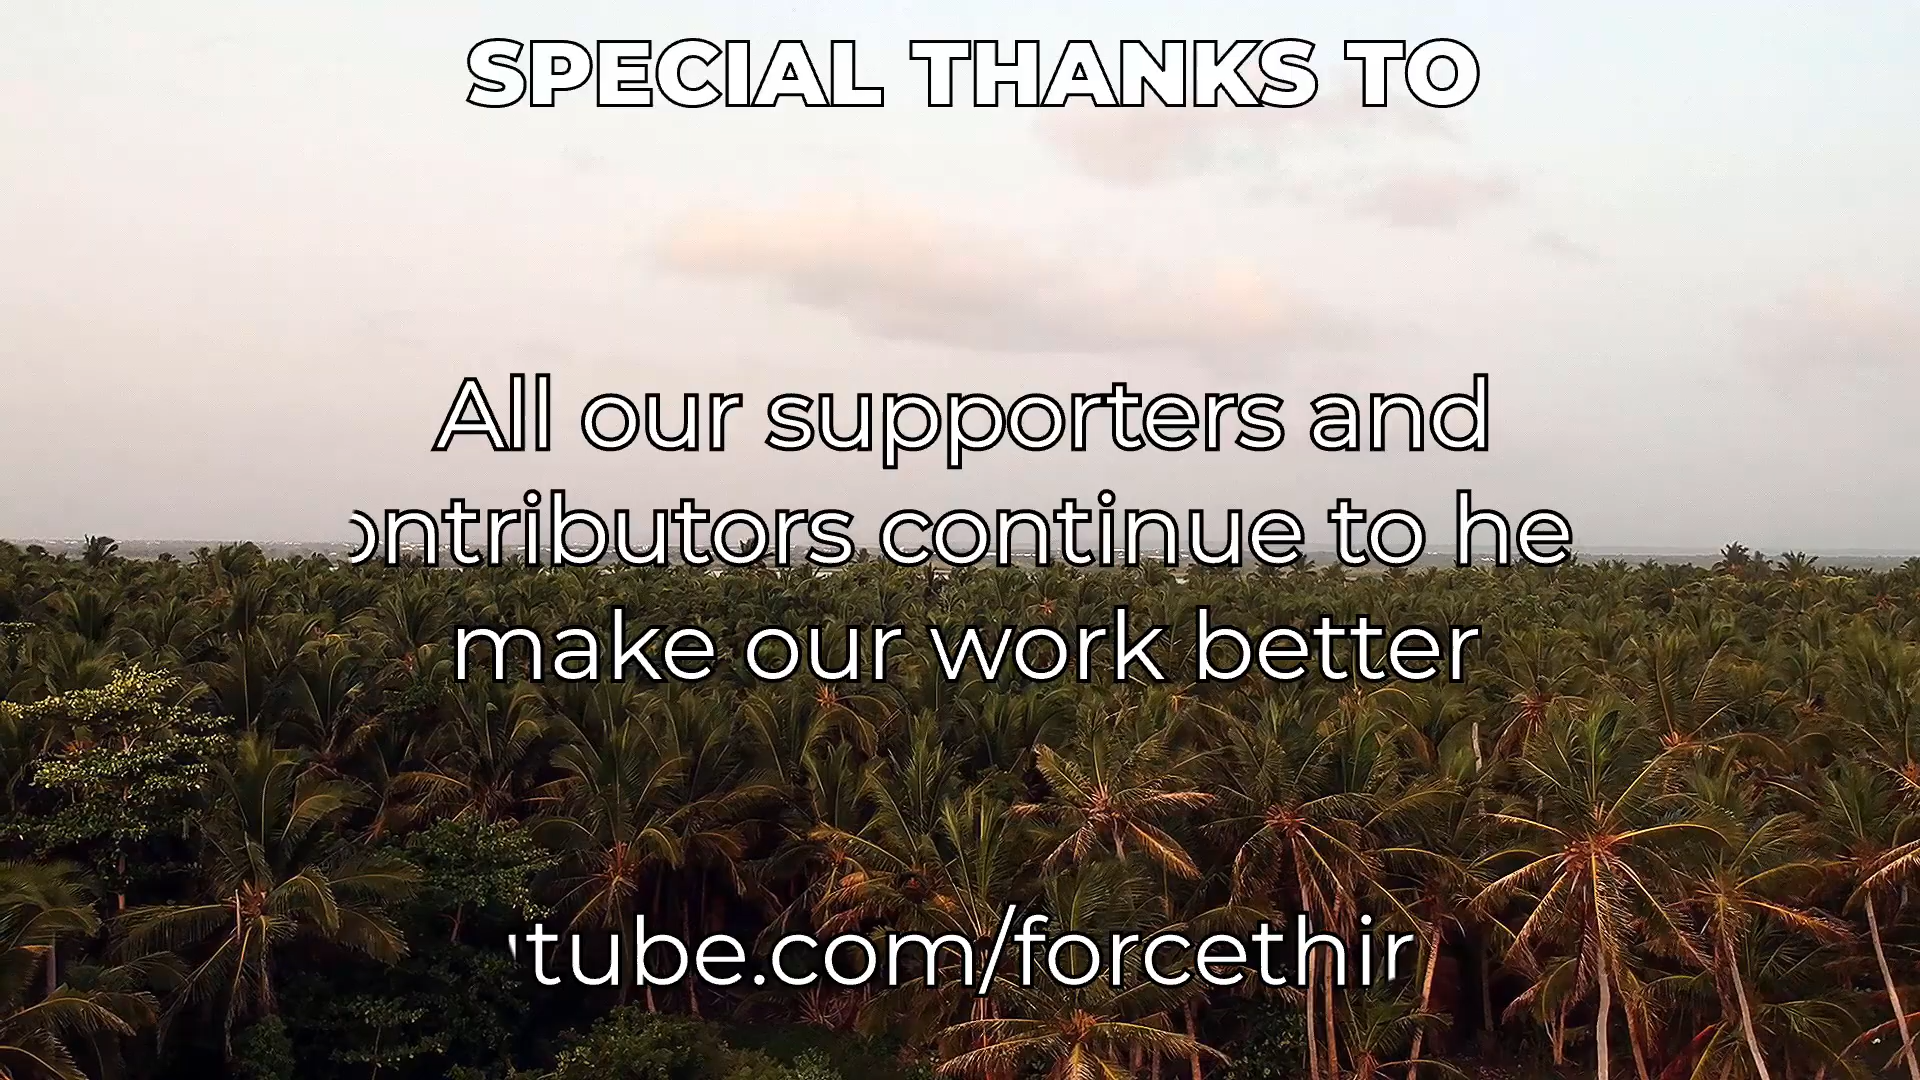 SPECIAL THANKS TO
All our supporters and
ontributors continue to he
make our work better
tube.com/forcethir